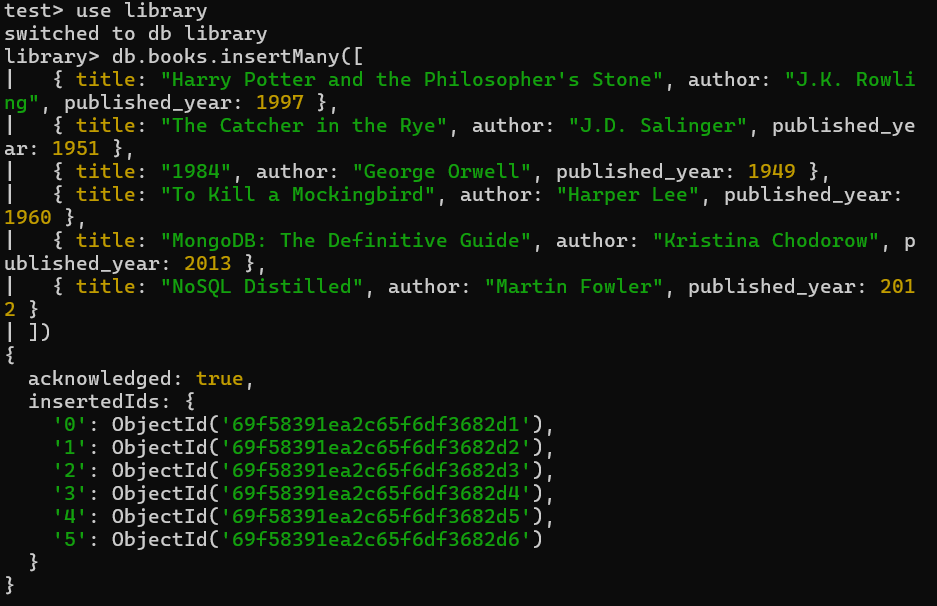 test> use library
switched to db library
library> db.books.insertMany([
|   { title: "Harry Potter and the Philosopher's Stone", author: "J.K. Rowli
ng", published_year: 1997 },
|   { title: "The Catcher in the Rye", author: "J.D. Salinger", published_ye
ar: 1951 },
|   { title: "1984", author: "George Orwell", published_year: 1949 },
|   { title: "To Kill a Mockingbird", author: "Harper Lee", published_year:
1960 },
|   { title: "MongoDB: The Definitive Guide", author: "Kristina Chodorow", p
ublished_year: 2013 },
|   { title: "NoSQL Distilled", author: "Martin Fowler", published_year: 201
2 }
| ])
{
  acknowledged: true,
  insertedIds: {
    '0': ObjectId('69f58391ea2c65f6df3682d1'),
    '1': ObjectId('69f58391ea2c65f6df3682d2'),
    '2': ObjectId('69f58391ea2c65f6df3682d3'),
    '3': ObjectId('69f58391ea2c65f6df3682d4'),
    '4': ObjectId('69f58391ea2c65f6df3682d5'),
    '5': ObjectId('69f58391ea2c65f6df3682d6')
  }
}